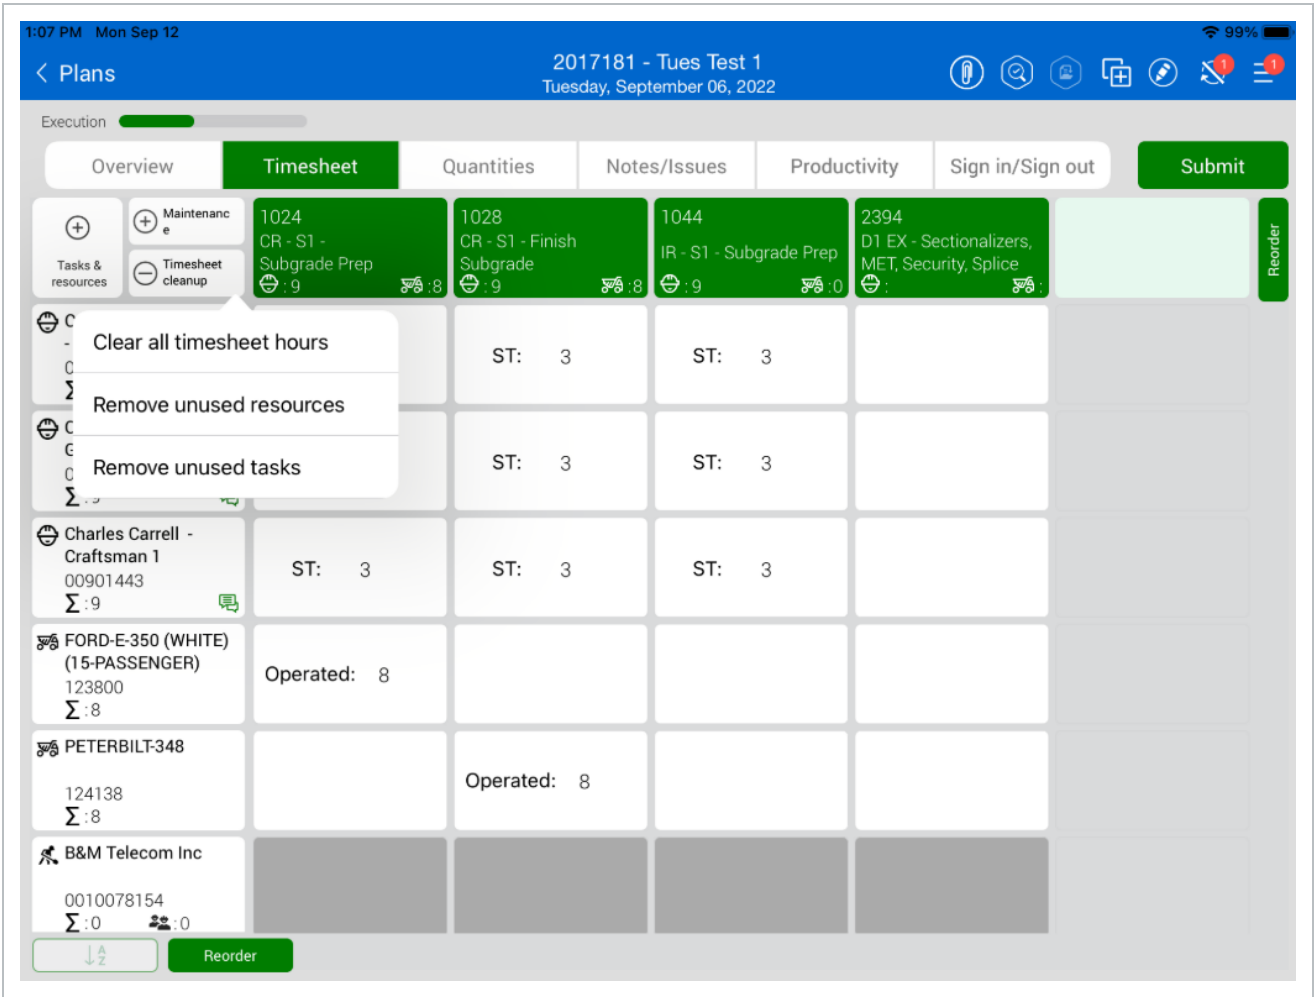 1:07 PM Mon Sep 12
99%
Plans
2017181 - Tues Test 1
Tuesday, September 06, 2022
1
1
Execution
Overview
Timesheet
Quantities
Notes/Issues
Productivity
Sign in/Sign out
Submit
Tasks &
resources
Maintenanc
e
Timesheet
cleanup
1024
CR - S1 -
Subgrade Prep
:9
:8
1028
CR - S1 - Finish
Subgrade
:9
:8
1044
IR - S1 - Subgrade Prep
:9
:0
2394
D1 EX - Sectionalizers,
MET, Security, Splice
:
:
Reorder
Clear all timesheet hours
Remove unused resources
Remove unused tasks
ST: 3
ST: 3
ST: 3
ST: 3
Charles Carrell -
Craftsman 1
00901443
Σ:9
ST: 3
ST: 3
ST: 3
FORD-E-350 (WHITE)
(15-PASSENGER)
123800
Σ:8
Operated: 8
PETERBILT-348
124138
Σ:8
Operated: 8
B&M Telecom Inc
0010078154
Σ:0 :0
A
Z
Reorder